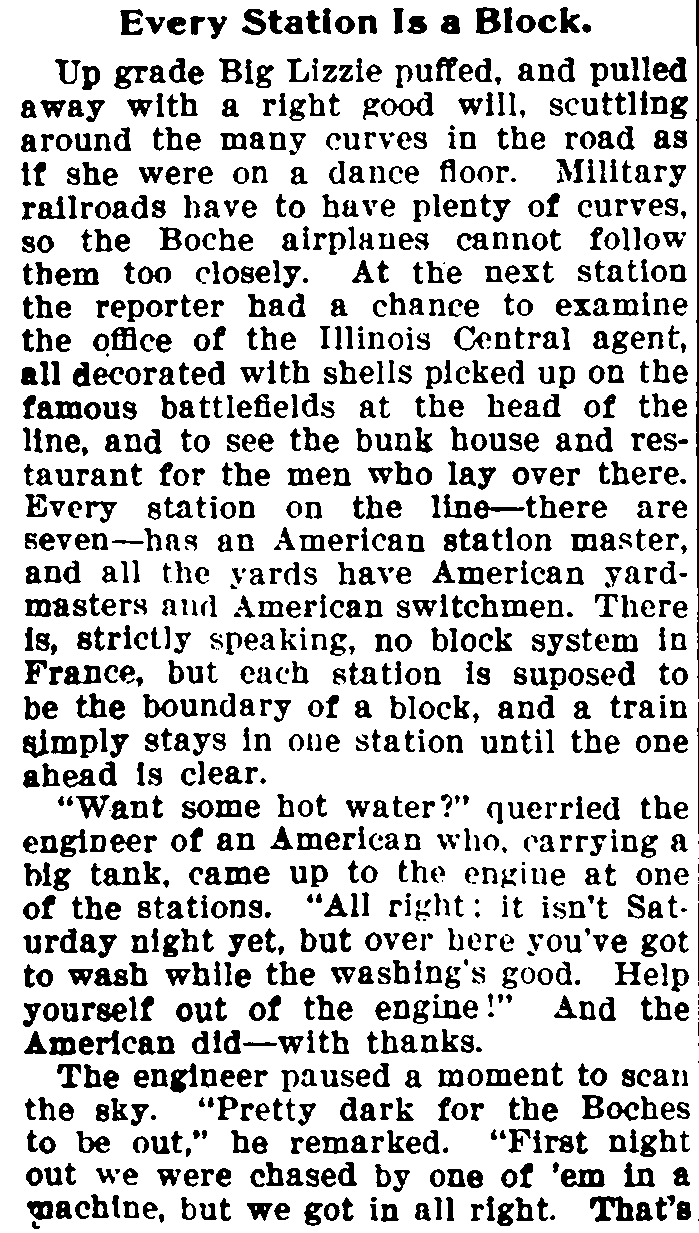 Every Station Is a Block.
Up grade Big Lizzie puffed, and pulled
away with a right good will, scuttling
around the many curves in the road as
if she were on a dance floor. Military
railroads have to have plenty of curves,
so the Boche airplanes cannot follow
them too closely. At the next station
the reporter had a chance to examine
the office of the Illinois Central agent,
all decorated with shells picked up on the
famous battlefields at the head of the
line, and to see the bunk house and res-
taurant for the men who lay over there.
Every station on the line—there are
seven—has an American station master,
and all the yards have American yard-
masters and American switchmen. There
is, strictly speaking, no block system in
France, but each station is suposed to
be the boundary of a block, and a train
simply stays in one station until the one
ahead is clear.
"Want some hot water?" querried the
engineer of an American who, carrying a
big tank, came up to the engine at one
of the stations. "All right: it isn't Sat-
urday night yet, but over here you've got
to wash while the washing's good. Help
yourself out of the engine!" And the
American did—with thanks.
The engineer paused a moment to scan
the sky. "Pretty dark for the Boches
to be out," he remarked. "First night
out we were chased by one of 'em in a
machine, but we got in all right. That's